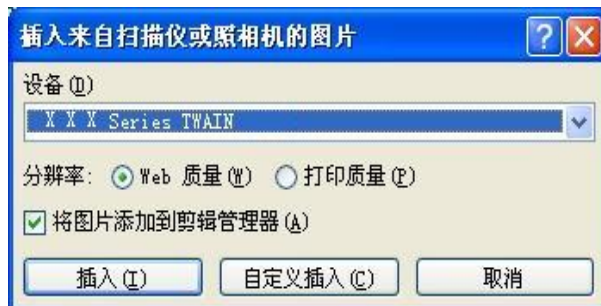 插入来自扫描仪或照相机的图片
设备(D)
X X X Series TWAIN
分辨率: Web 质量(W) 打印质量(P)
将图片添加到剪辑管理器(A)
插入(I) 自定义插入(C) 取消